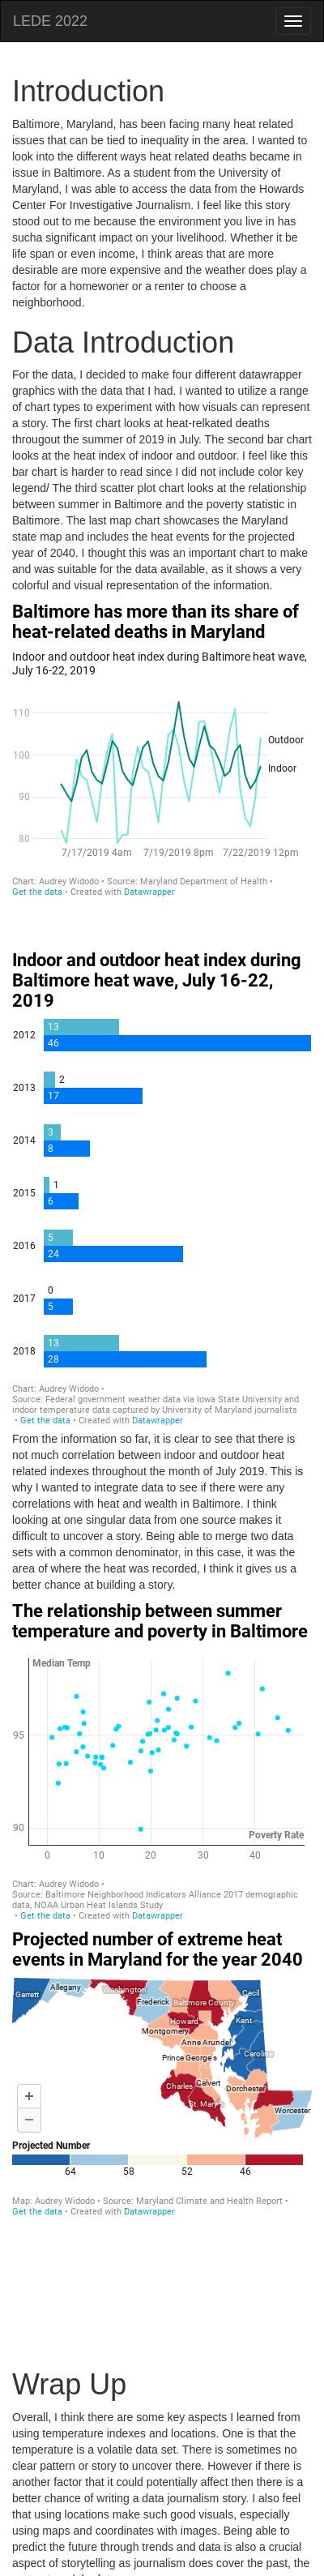 LEDE 2022
Introduction
Baltimore, Maryland, has been facing many heat related
issues that can be tied to inequality in the area. I wanted to
look into the different ways heat related deaths became in
issue in Baltimore. As a student from the University of
Maryland, I was able to access the data from the Howards
Center For Investigative Journalism. I feel like this story
stood out to me because the environment you live in has
sucha significant impact on your livelihood. Whether it be
life span or even income, I think areas that are more
desirable are more expensive and the weather does play a
factor for a homewoner or a renter to choose a
neighborhood.
Data Introduction
For the data, I decided to make four different datawrapper
graphics with the data that I had. I wanted to utilize a range
of chart types to experiment with how visuals can represent
a story. The first chart looks at heat-relkated deaths
througout the summer of 2019 in July. The second bar chart
looks at the heat index of indoor and outdoor. I feel like this
bar chart is harder to read since I did not include color key
legend/ The third scatter plot chart looks at the relationship
between summer in Baltimore and the poverty statistic in
Baltimore. The last map chart showcases the Maryland
state map and includes the heat events for the projected
year of 2040. I thought this was an important chart to make
and was suitable for the data available, as it shows a very
colorful and visual representation of the information.
Baltimore has more than its share of
heat-related deaths in Maryland
Indoor and outdoor heat index during Baltimore heat wave,
July 16-22, 2019
110
Outdoor
100
Indoor
90
80
7/17/2019 4am 7/19/2019 8pm 7/22/2019 12pm
Chart: Audrey Widodo • Source: Maryland Department of Health •
Get the data • Created with Datawrapper
Indoor and outdoor heat index during
Baltimore heat wave, July 16-22,
2019
13
2012
46
2
2013
17
3
2014
8
1
2015
6
5
2016
24
0
2017
5
13
2018
28
Chart: Audrey Widodo •
Source: Federal government weather data via Iowa State University and
indoor temperature data captured by University of Maryland journalists
• Get the data • Created with Datawrapper
From the information so far, it is clear to see that there is
not much correlation between indoor and outdoor heat
related indexes throughout the month of July 2019. This is
why I wanted to integrate data to see if there were any
correlations with heat and wealth in Baltimore. I think
looking at one singular data from one source makes it
difficult to uncover a story. Being able to merge two data
sets with a common denominator, in this case, it was the
area of where the heat was recorded, I think it gives us a
better chance at building a story.
The relationship between summer
temperature and poverty in Baltimore
Median Temp
95
90
Poverty Rate
0 10 20 30 40
Chart: Audrey Widodo •
Source: Baltimore Neighborhood Indicators Alliance 2017 demographic
data, NOAA Urban Heat Islands Study
• Get the data • Created with Datawrapper
Projected number of extreme heat
events in Maryland for the year 2040
Garrett
Allegany
Washington
Frederick
Baltimore County
Cecil
Howard
Kent
Montgomery
Anne Arundel
Prince George's
Caroline
Charles
Calvert
Dorchester
St. Mary's
Worcester
+
−
Projected Number
64 58 52 46
Map: Audrey Widodo • Source: Maryland Climate and Health Report •
Get the data • Created with Datawrapper
Wrap Up
Overall, I think there are some key aspects I learned from
using temperature indexes and locations. One is that the
temperature is a volatile data set. There is sometimes no
clear pattern or story to uncover there. However if there is
another factor that it could potentially affect then there is a
better chance of writing a data journalism story. I also feel
that using locations make such good visuals, especially
using maps and coordinates with images. Being able to
predict the future through trends and data is also a crucial
aspect of storytelling as journalism does cover the past, the